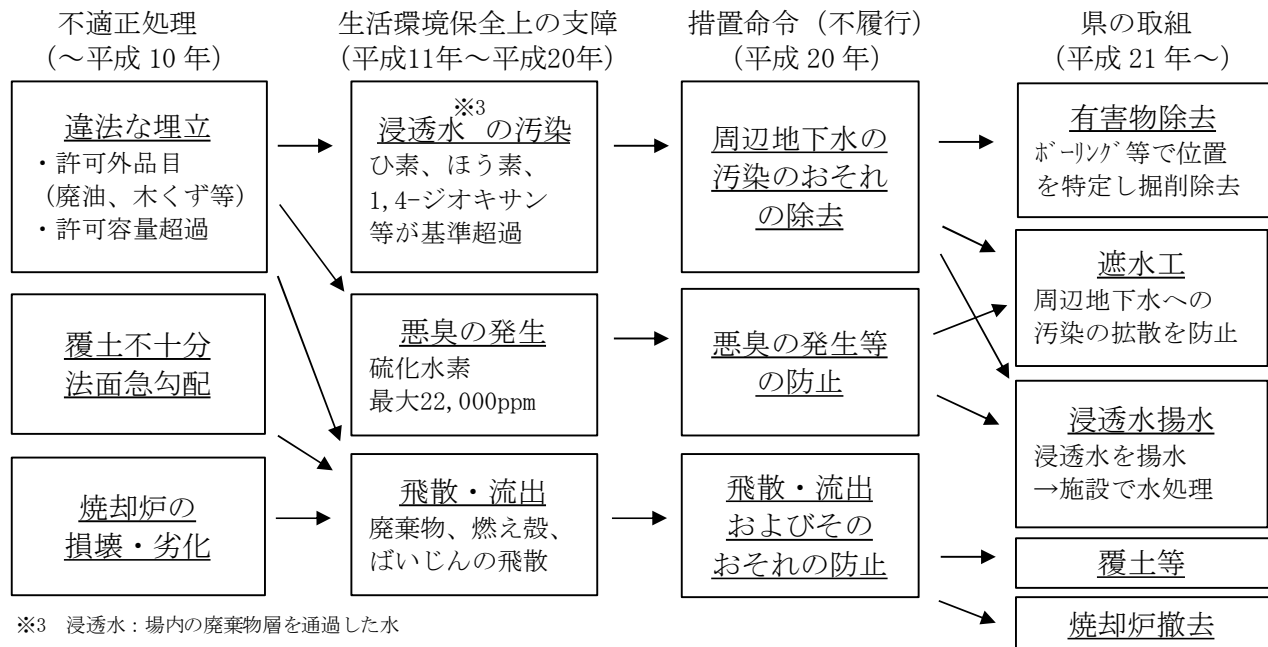 不適正処理
（～平成 10 年）
生活環境保全上の支障
（平成11年～平成20年）
措置命令（不履行）
（平成 20 年）
県の取組
（平成 21 年～）
違法な埋立
・許可外品目
(廃油、木くず等)
・許可容量超過
覆土不十分
法面急勾配
焼却炉の
損壊・劣化
浸透水※3の汚染
ひ素、ほう素、
1,4-ジオキサン
等が基準超過
悪臭の発生
硫化水素
最大22,000ppm
飛散・流出
廃棄物、燃え殻、
ばいじんの飛散
周辺地下水の
汚染のおそれ
の除去
悪臭の発生等
の防止
飛散・流出
およびその
おそれの防止
有害物除去
ﾎﾞｰﾘﾝｸﾞ等で位置
を特定し掘削除去
遮水工
周辺地下水への
汚染の拡散を防止
浸透水揚水
浸透水を揚水
→施設で水処理
覆土等
焼却炉撤去
※3　浸透水：場内の廃棄物層を通過した水